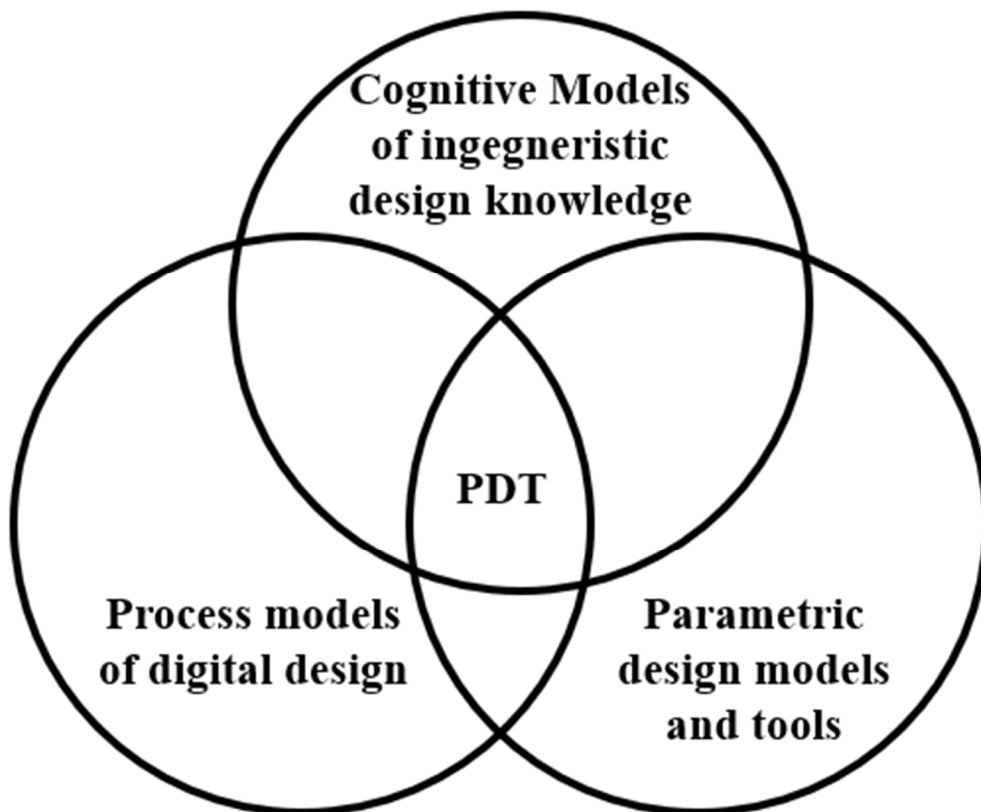 Cognitive Models
of ingegneristic
design knowledge
PDT
Process models
of digital design
Parametric
design models
and tools